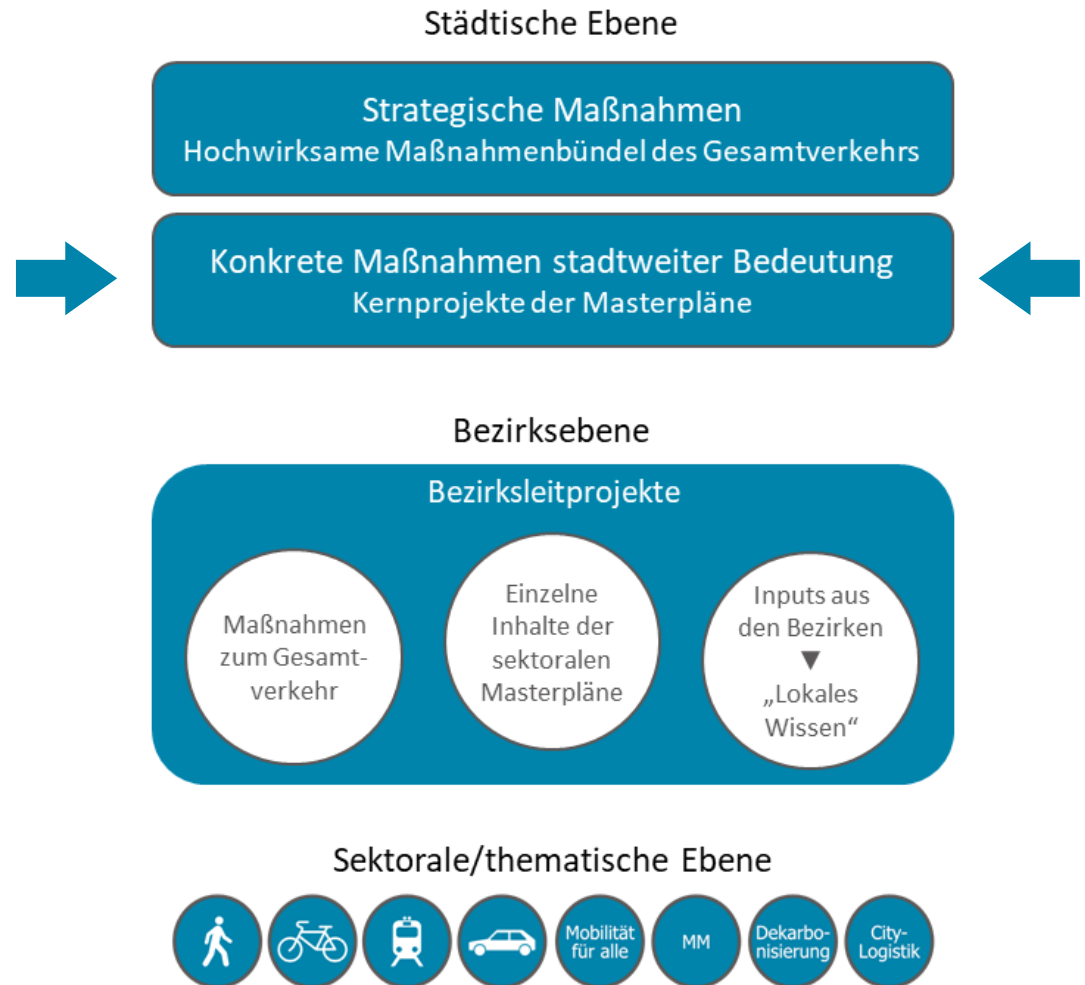 Städtische Ebene
Strategische Maßnahmen
Hochwirksame Maßnahmenbündel des Gesamtverkehrs
Konkrete Maßnahmen stadtweiter Bedeutung
Kernprojekte der Masterpläne
Bezirksebene
Bezirksleitprojekte
Maßnahmen
zum Gesamt-
verkehr
Einzelne
Inhalte der
sektoralen
Masterpläne
Inputs aus
den Bezirken
▼
„Lokales
Wissen“
Sektorale/thematische Ebene
Mobilität
für alle
MM
Dekarbo-
nisierung
City-
Logistik